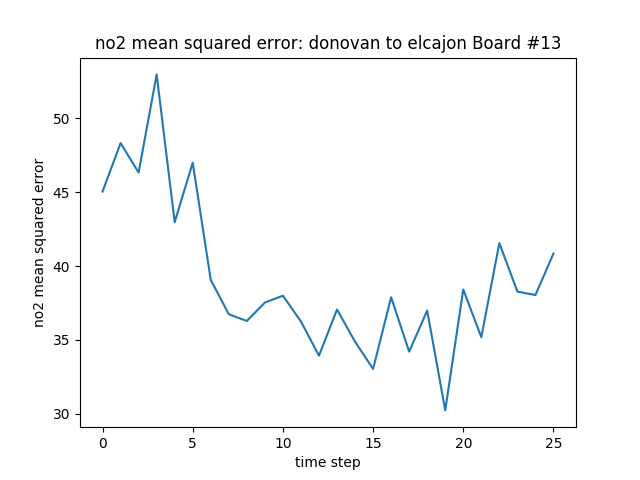 no2 mean squared error: donovan to elcajon Board #13
no2 mean squared error
50
45
40
35
30
0 5 10 15 20 25
time step